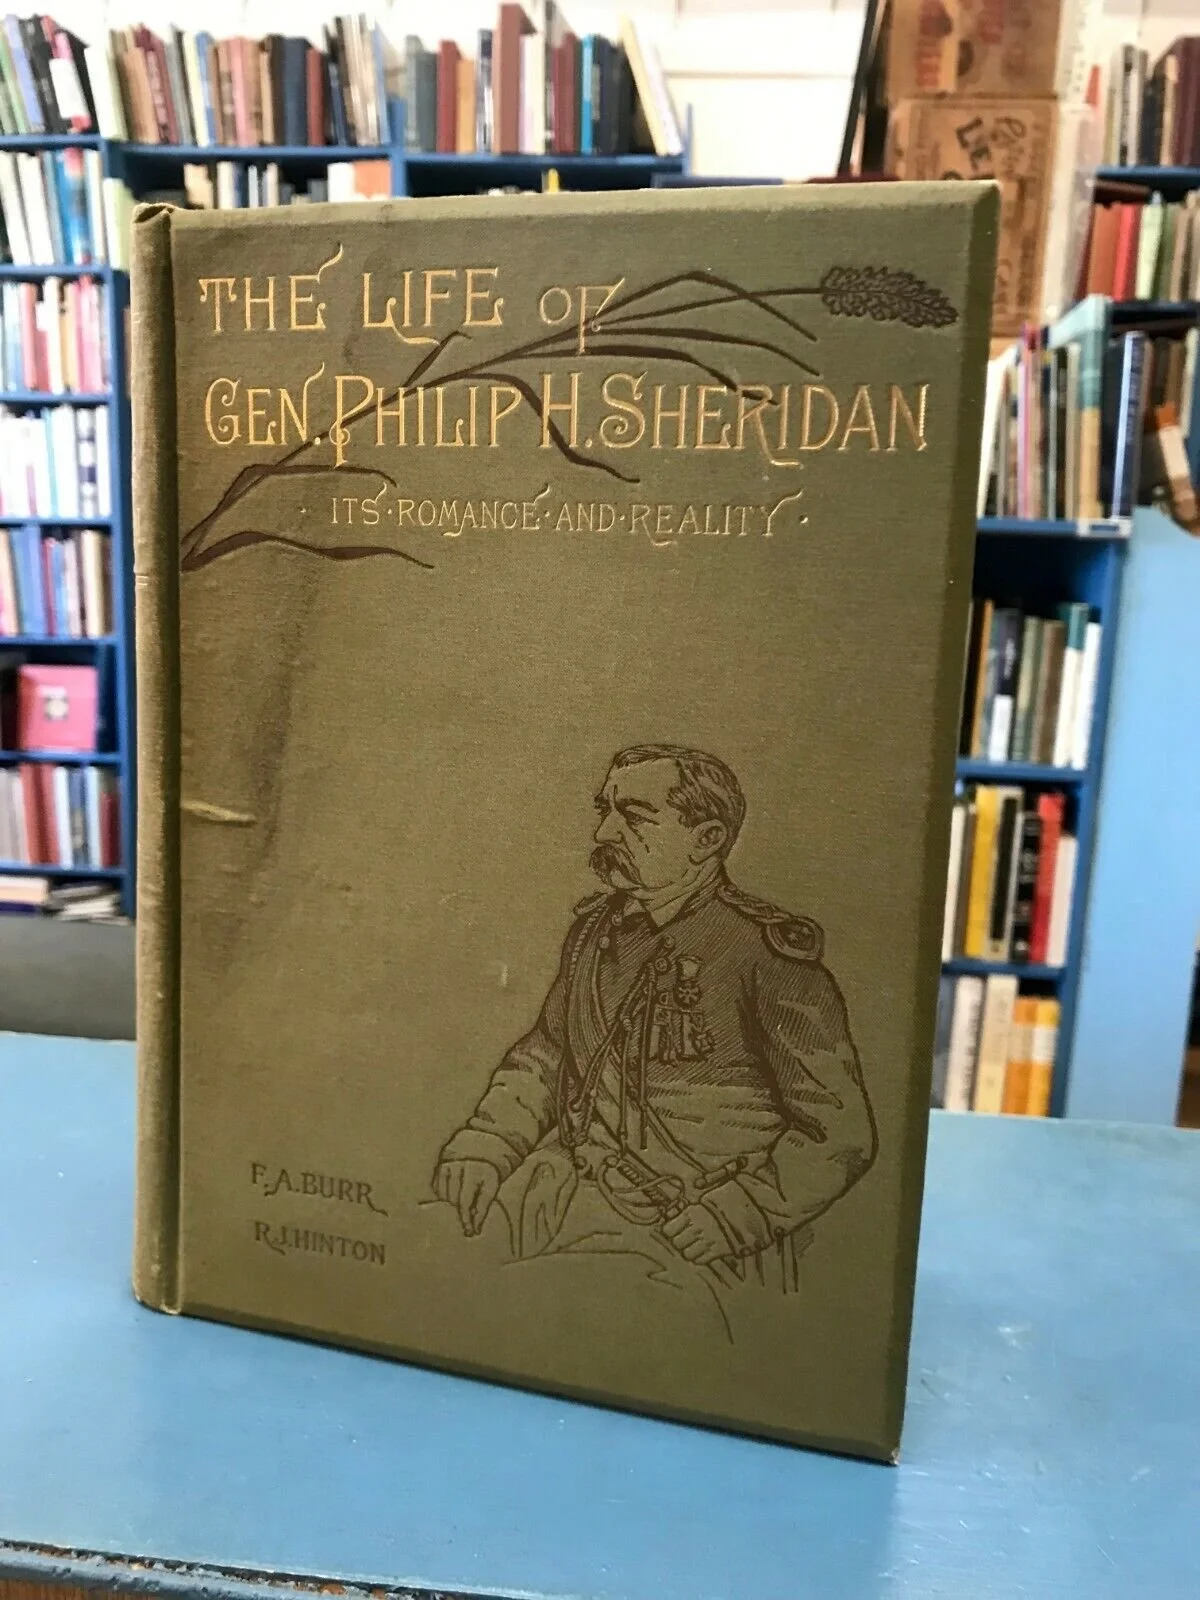 THE LIFE OF
GEN. PHILIP H. SHERIDAN
· ITS · ROMANCE · AND · REALITY ·
F. A. BURR
R. J. HINTON